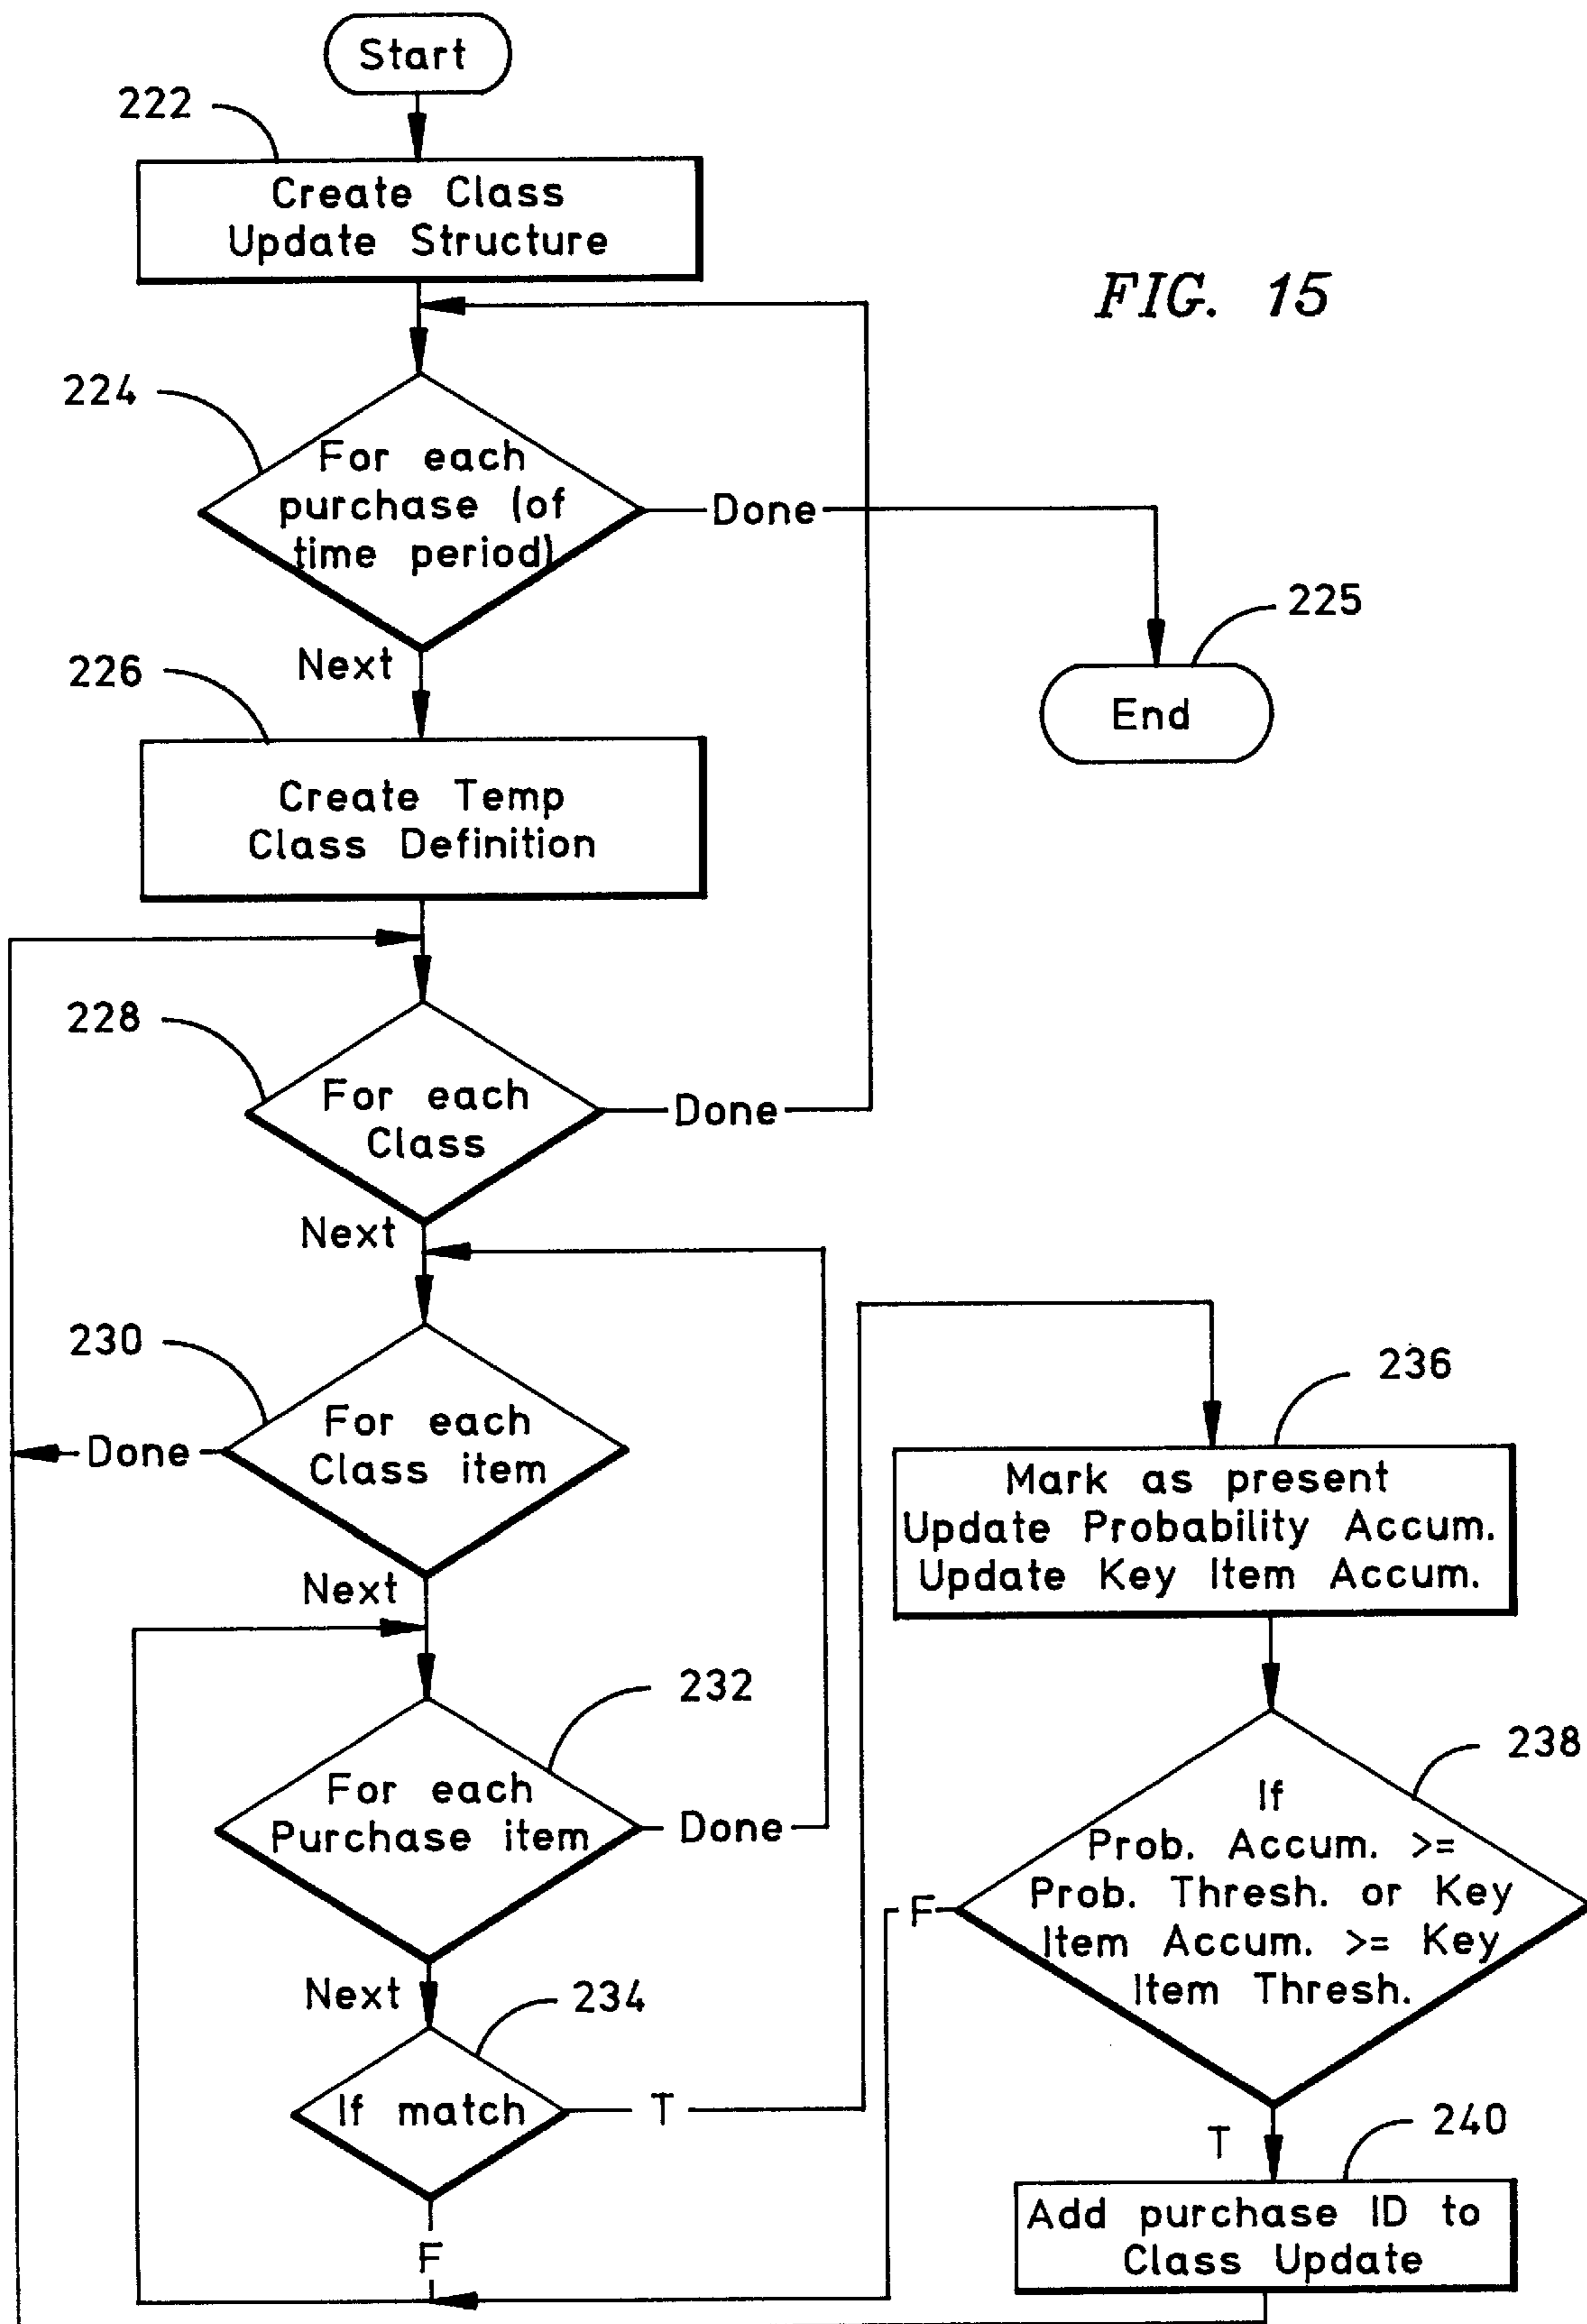 Start
222
Create Class
Update Structure
FIG. 15
224
For each
purchase (of
time period)
Done
225
End
Next
226
Create Temp
Class Definition
228
For each
Class
Done
Next
230
For each
Class item
Done
Next
236
Mark as present
Update Probability Accum.
Update Key Item Accum.
232
For each
Purchase item
Done
238
If
Prob. Accum. >=
Prob. Thresh. or Key
Item Accum. >= Key
Item Thresh.
F
Next
234
If match
T
F
T
240
Add purchase ID to
Class Update